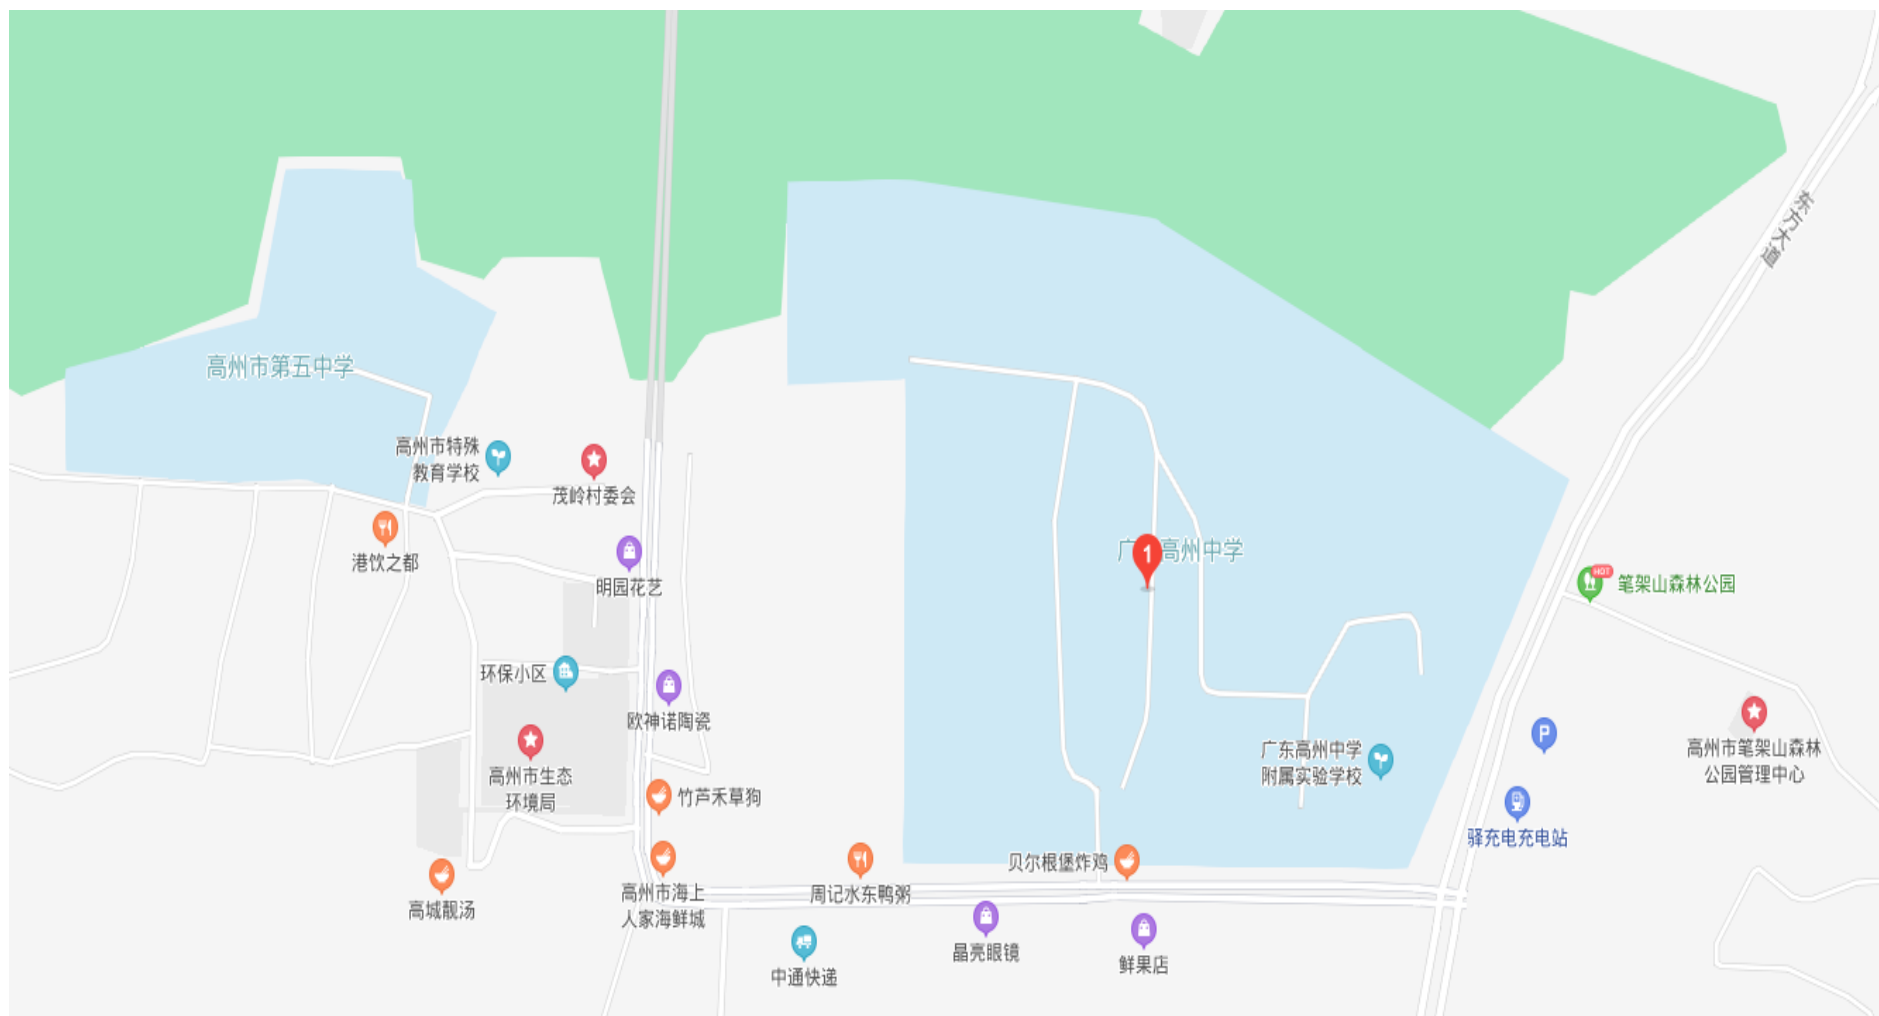 东方大道
高州市第五中学
高州市特殊
教育学校
茂岭村委会
港饮之都
明园花艺
广
高州中学
1
HOT
笔架山森林公园
环保小区
欧神诺陶瓷
高州市生态
环境局
竹芦禾草狗
广东高州中学
附属实验学校
P
高州市笔架山森林
公园管理中心
驿充电充电站
高城靓汤
高州市海上
人家海鲜城
周记水东鸭粥
贝尔根堡炸鸡
晶亮眼镜
鲜果店
中通快递